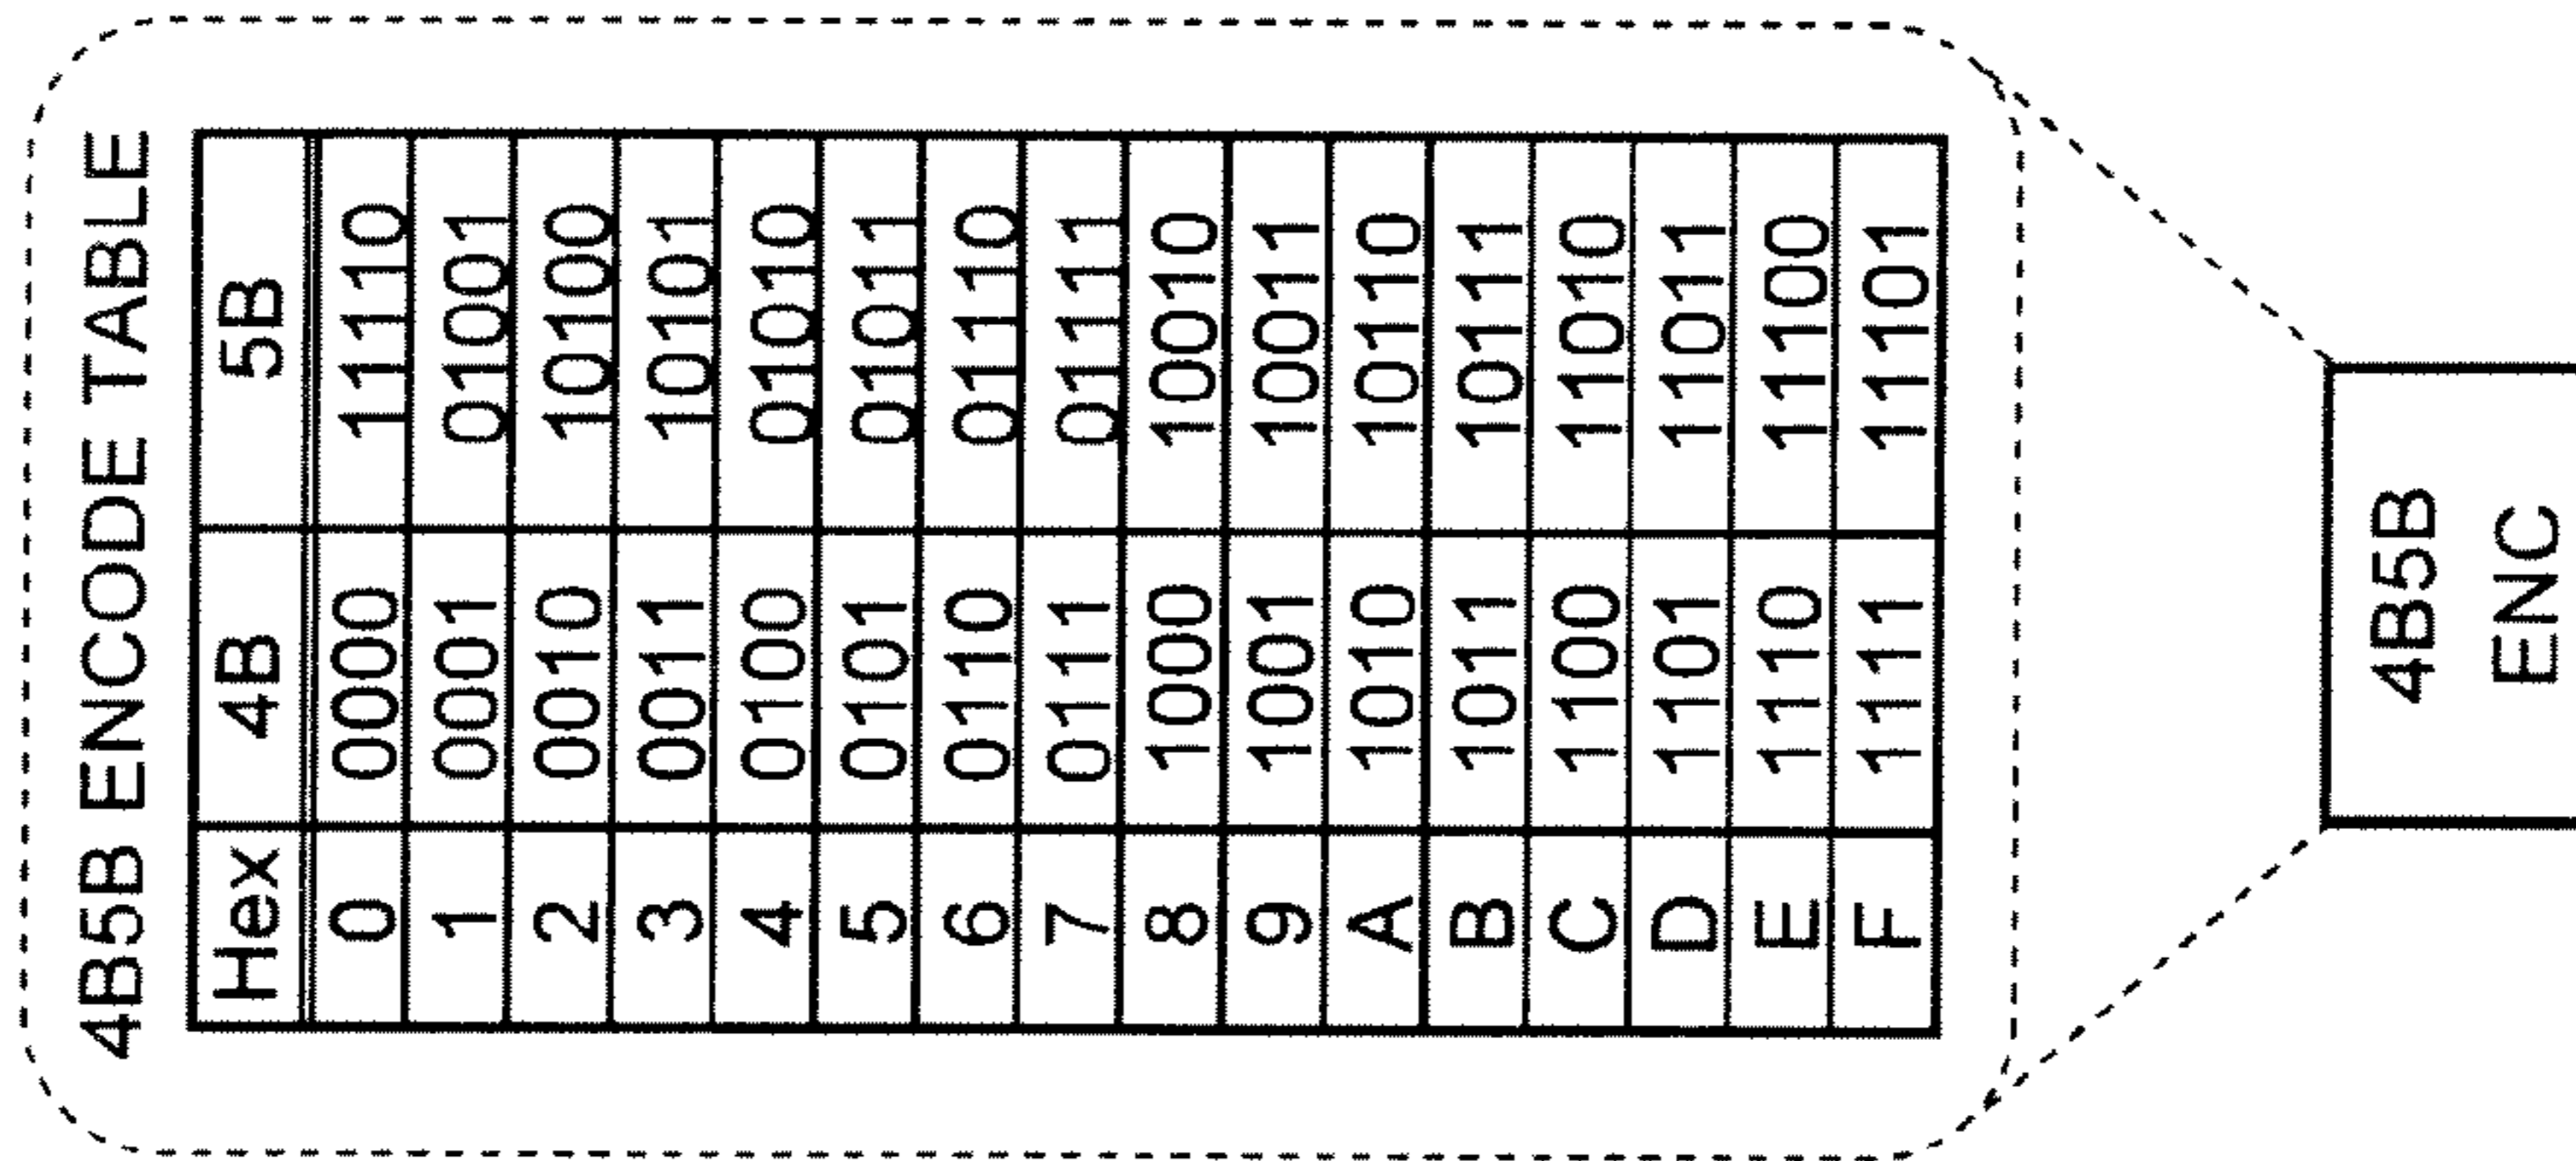 4B5B ENCODE TABLE
Hex 4B 5B
0 0000 11110
1 0001 01001
2 0010 10100
3 0011 10101
4 0100 01010
5 0101 01011
6 0110 01110
7 0111 01111
8 1000 10010
9 1001 10011
A 1010 10110
B 1011 10111
C 1100 11010
D 1101 11011
E 1110 11100
F 1111 11101
4B5B
ENC